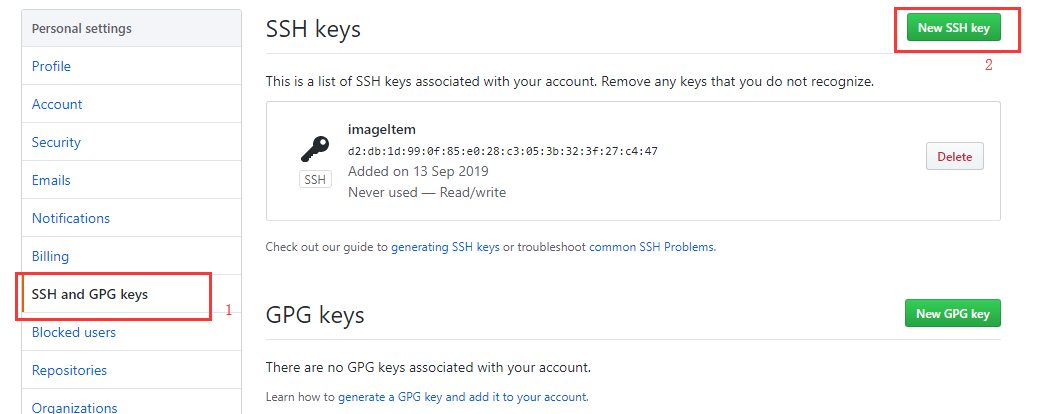 Personal settings
Profile
Account
Security
Emails
Notifications
Billing
SSH and GPG keys
1
Blocked users
Repositories
Organizations
SSH keys
New SSH key
2
This is a list of SSH keys associated with your account. Remove any keys that you do not recognize.
imageItem
d2:db:1d:99:0f:85:e0:28:c3:05:3b:32:3f:27:c4:47
Added on 13 Sep 2019
Never used — Read/write
SSH
Delete
Check out our guide to generating SSH keys or troubleshoot common SSH Problems.
GPG keys
New GPG key
There are no GPG keys associated with your account.
Learn how to generate a GPG key and add it to your account.